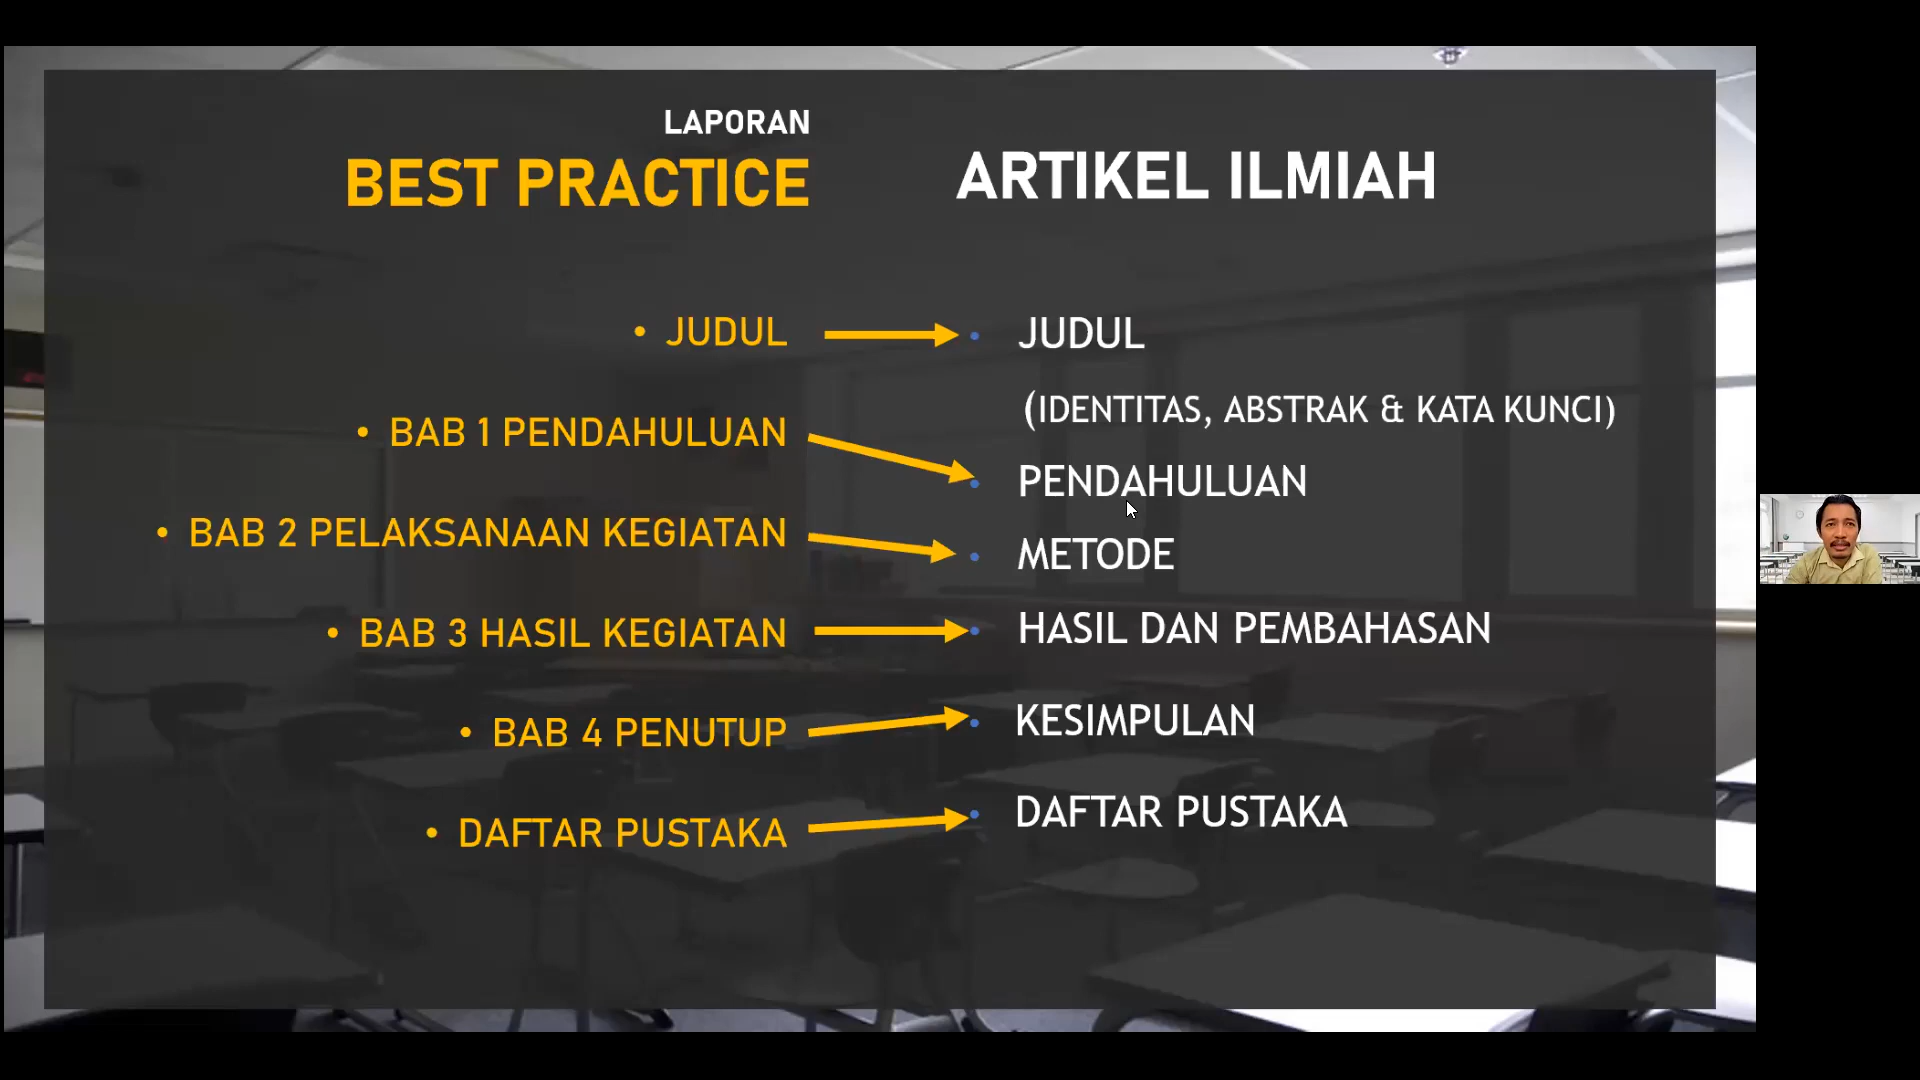 LAPORAN
BEST PRACTICE
• JUDUL
• BAB 1 PENDAHULUAN
• BAB 2 PELAKSANAAN KEGIATAN
• BAB 3 HASIL KEGIATAN
• BAB 4 PENUTUP
• DAFTAR PUSTAKA
ARTIKEL ILMIAH
• JUDUL
(IDENTITAS, ABSTRAK & KATA KUNCI)
• PENDAHULUAN
• METODE
• HASIL DAN PEMBAHASAN
• KESIMPULAN
• DAFTAR PUSTAKA